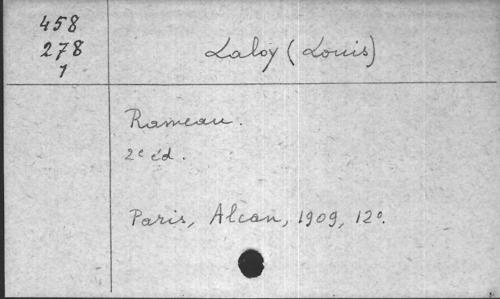 458
278
1
Laloy (Louis)
Rameau.
2e éd.
Paris, Alcan, 1909, 12°.